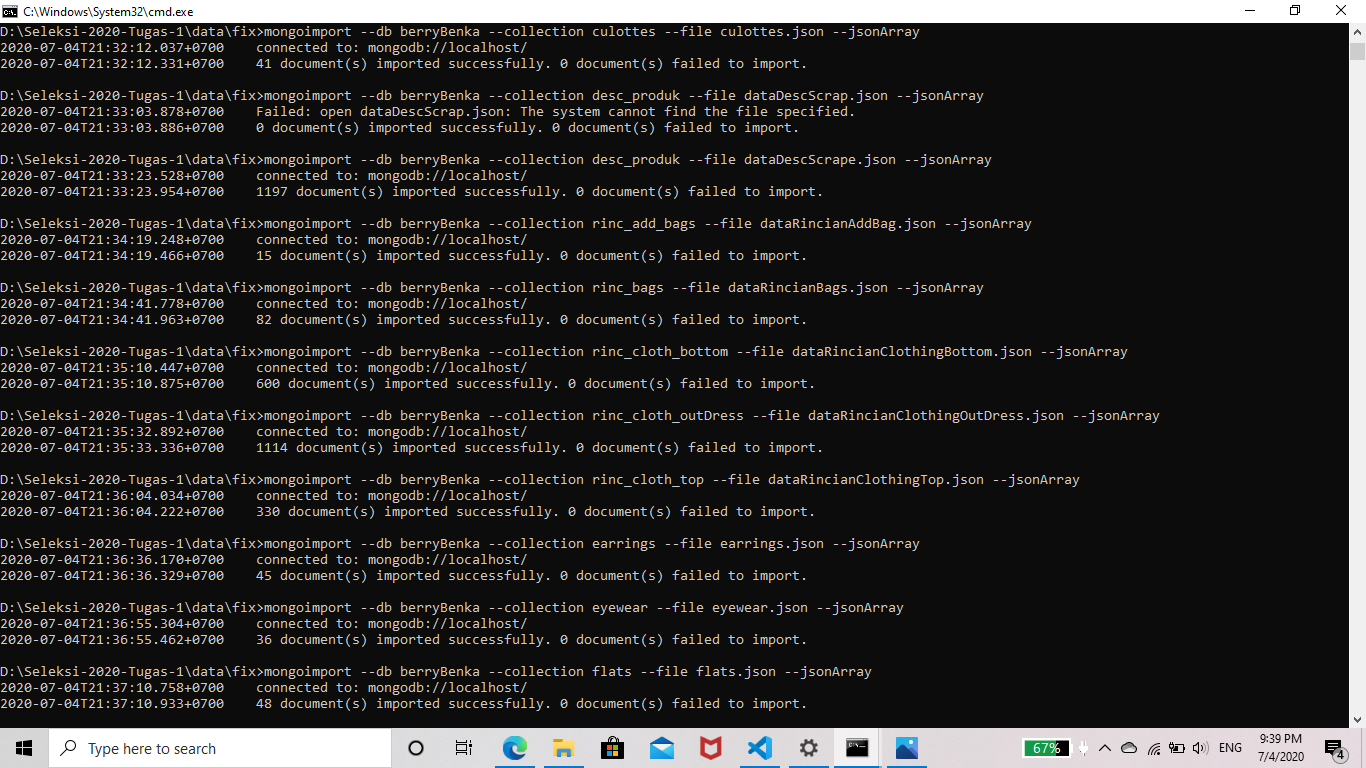 C:\Windows\System32\cmd.exe
D:\Seleksi-2020-Tugas-1\data\fix>mongoimport --db berryBenka --collection culottes --file culottes.json --jsonArray
2020-07-04T21:32:12.037+0700    connected to: mongodb://localhost/
2020-07-04T21:32:12.331+0700    41 document(s) imported successfully. 0 document(s) failed to import.
D:\Seleksi-2020-Tugas-1\data\fix>mongoimport --db berryBenka --collection desc_produk --file dataDescScrap.json --jsonArray
2020-07-04T21:33:03.878+0700    Failed: open dataDescScrap.json: The system cannot find the file specified.
2020-07-04T21:33:03.886+0700    0 document(s) imported successfully. 0 document(s) failed to import.
D:\Seleksi-2020-Tugas-1\data\fix>mongoimport --db berryBenka --collection desc_produk --file dataDescScrape.json --jsonArray
2020-07-04T21:33:23.528+0700    connected to: mongodb://localhost/
2020-07-04T21:33:23.954+0700    1197 document(s) imported successfully. 0 document(s) failed to import.
D:\Seleksi-2020-Tugas-1\data\fix>mongoimport --db berryBenka --collection rinc_add_bags --file dataRincianAddBag.json --jsonArray
2020-07-04T21:34:19.248+0700    connected to: mongodb://localhost/
2020-07-04T21:34:19.466+0700    15 document(s) imported successfully. 0 document(s) failed to import.
D:\Seleksi-2020-Tugas-1\data\fix>mongoimport --db berryBenka --collection rinc_bags --file dataRincianBags.json --jsonArray
2020-07-04T21:34:41.778+0700    connected to: mongodb://localhost/
2020-07-04T21:34:41.963+0700    82 document(s) imported successfully. 0 document(s) failed to import.
D:\Seleksi-2020-Tugas-1\data\fix>mongoimport --db berryBenka --collection rinc_cloth_bottom --file dataRincianClothingBottom.json --jsonArray
2020-07-04T21:35:10.447+0700    connected to: mongodb://localhost/
2020-07-04T21:35:10.875+0700    600 document(s) imported successfully. 0 document(s) failed to import.
D:\Seleksi-2020-Tugas-1\data\fix>mongoimport --db berryBenka --collection rinc_cloth_outDress --file dataRincianClothingOutDress.json --jsonArray
2020-07-04T21:35:32.892+0700    connected to: mongodb://localhost/
2020-07-04T21:35:33.336+0700    1114 document(s) imported successfully. 0 document(s) failed to import.
D:\Seleksi-2020-Tugas-1\data\fix>mongoimport --db berryBenka --collection rinc_cloth_top --file dataRincianClothingTop.json --jsonArray
2020-07-04T21:36:04.034+0700    connected to: mongodb://localhost/
2020-07-04T21:36:04.222+0700    330 document(s) imported successfully. 0 document(s) failed to import.
D:\Seleksi-2020-Tugas-1\data\fix>mongoimport --db berryBenka --collection earrings --file earrings.json --jsonArray
2020-07-04T21:36:36.170+0700    connected to: mongodb://localhost/
2020-07-04T21:36:36.329+0700    45 document(s) imported successfully. 0 document(s) failed to import.
D:\Seleksi-2020-Tugas-1\data\fix>mongoimport --db berryBenka --collection eyewear --file eyewear.json --jsonArray
2020-07-04T21:36:55.304+0700    connected to: mongodb://localhost/
2020-07-04T21:36:55.462+0700    36 document(s) imported successfully. 0 document(s) failed to import.
D:\Seleksi-2020-Tugas-1\data\fix>mongoimport --db berryBenka --collection flats --file flats.json --jsonArray
2020-07-04T21:37:10.758+0700    connected to: mongodb://localhost/
2020-07-04T21:37:10.933+0700    48 document(s) imported successfully. 0 document(s) failed to import.
Type here to search
67%
ENG
9:39 PM
7/4/2020
4